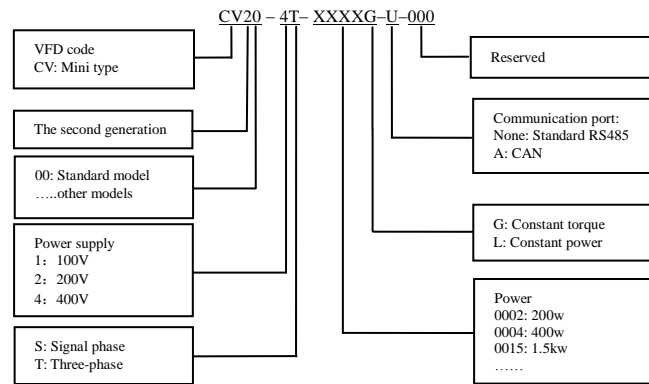 CV20 – 4T– XXXXG–U–000
VFD code
CV: Mini type
The second generation
00: Standard model
…..other models
Power supply
1：100V
2：200V
4：400V
S: Signal phase
T: Three-phase
Reserved
Communication port:
None: Standard RS485
A: CAN
G: Constant torque
L: Constant power
Power
0002: 200w
0004: 400w
0015: 1.5kw
……